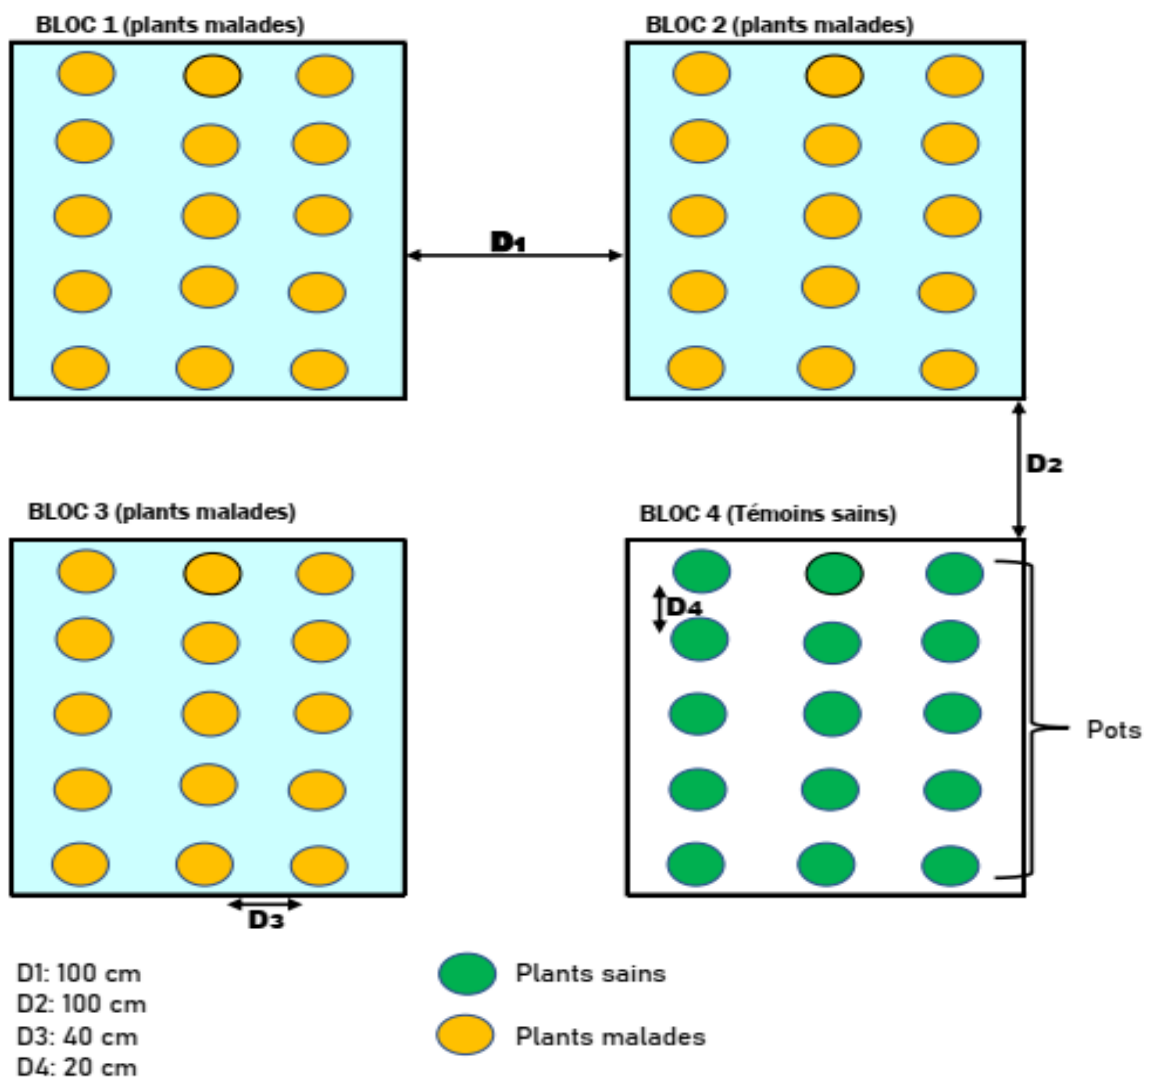 BLOC 1 (plants malades)
BLOC 2 (plants malades)
D1
D2
BLOC 3 (plants malades)
BLOC 4 (Témoins sains)
D4
Pots
D3
D1: 100 cm
D2: 100 cm
D3: 40 cm
D4: 20 cm
Plants sains
Plants malades